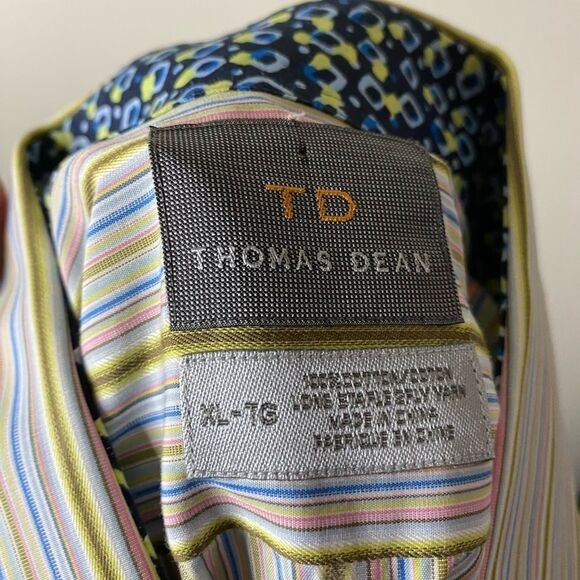 TD
THOMAS DEAN
XL-TG
100% COTTON/COTON
LONG STAPLE 2PLY YARN
MADE IN CHINA
FABRIQUE EN CHINE